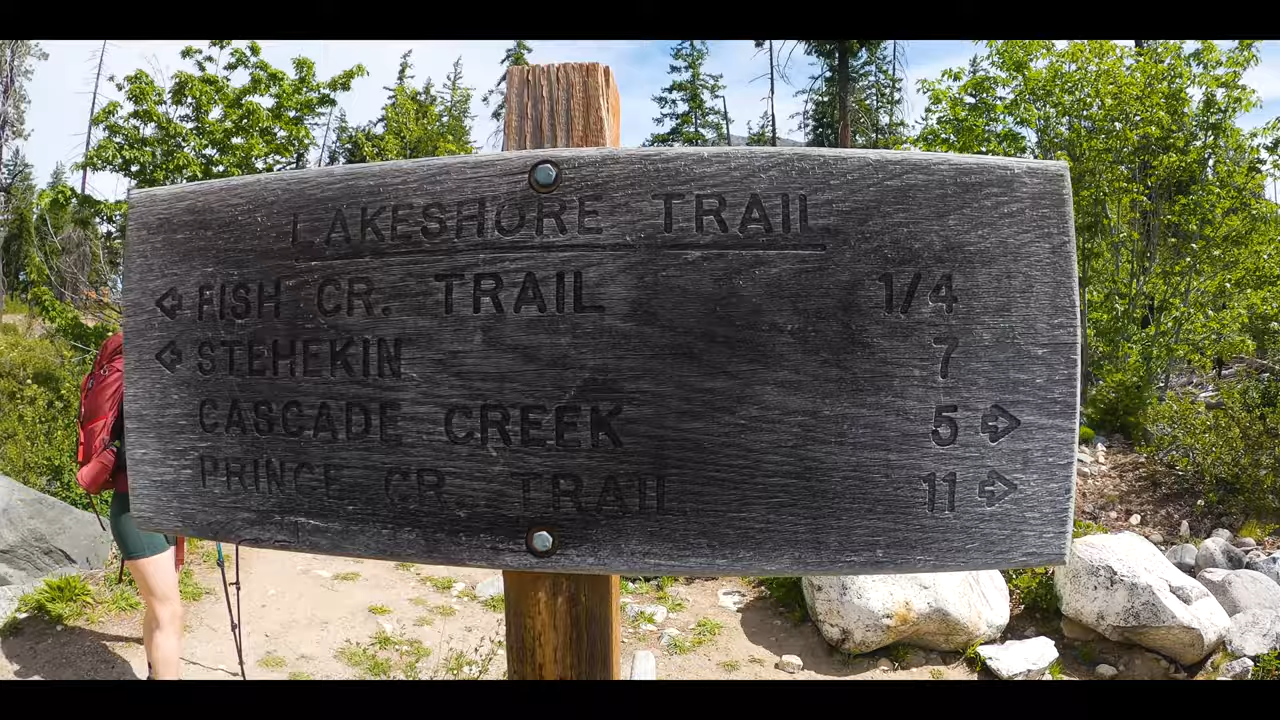 LAKESHORE TRAIL
FISH CR. TRAIL 1/4
STEHEKIN 7
CASCADE CREEK 5
PRINCE CR. TRAIL 11